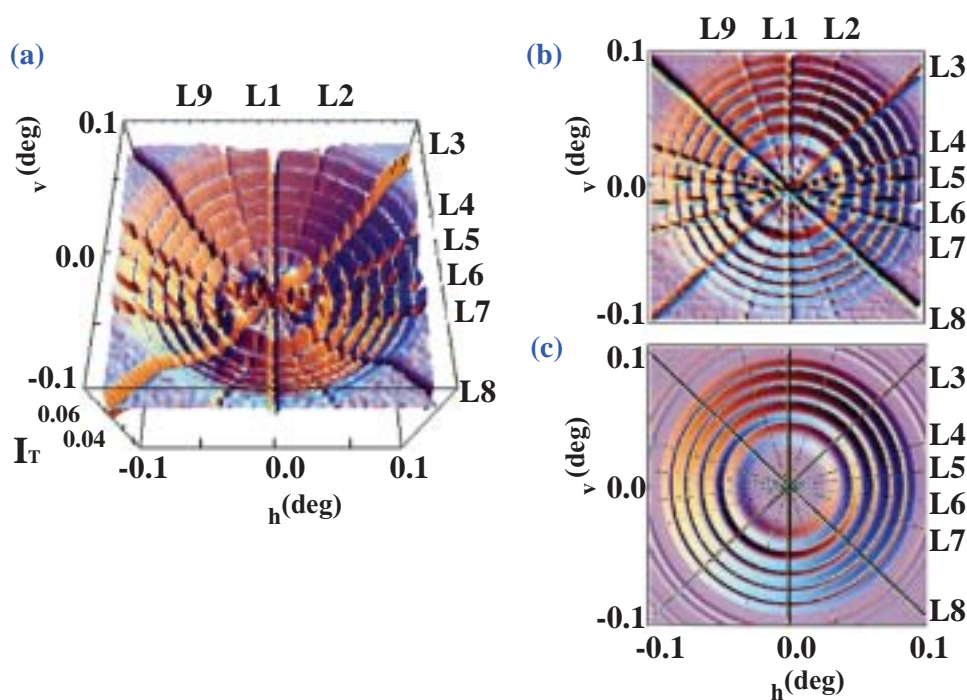 (a)
L9 L1 L2
0.1
v (deg)
L3
L4
0.0
L5
L6
L7
-0.1
L8
0.06
0.04
I_T
-0.1 0.0 0.1
h (deg)
(b)
L9 L1 L2
0.1
L3
L4
v (deg)
L5
0.0
L6
L7
-0.1
L8
(c)
0.1
L3
L4
v (deg)
L5
0.0
L6
L7
-0.1
L8
-0.1 0.0 0.1
h (deg)